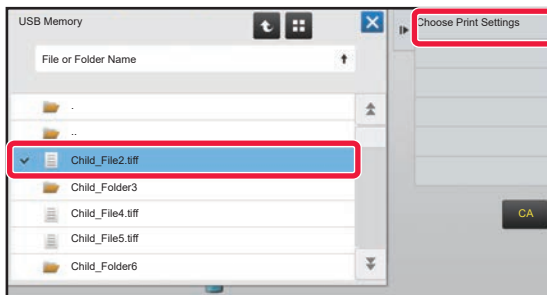 USB Memory
Choose Print Settings
File or Folder Name
.
..
Child_File2.tiff
Child_Folder3
Child_File4.tiff
CA
Child_File5.tiff
Child_Folder6